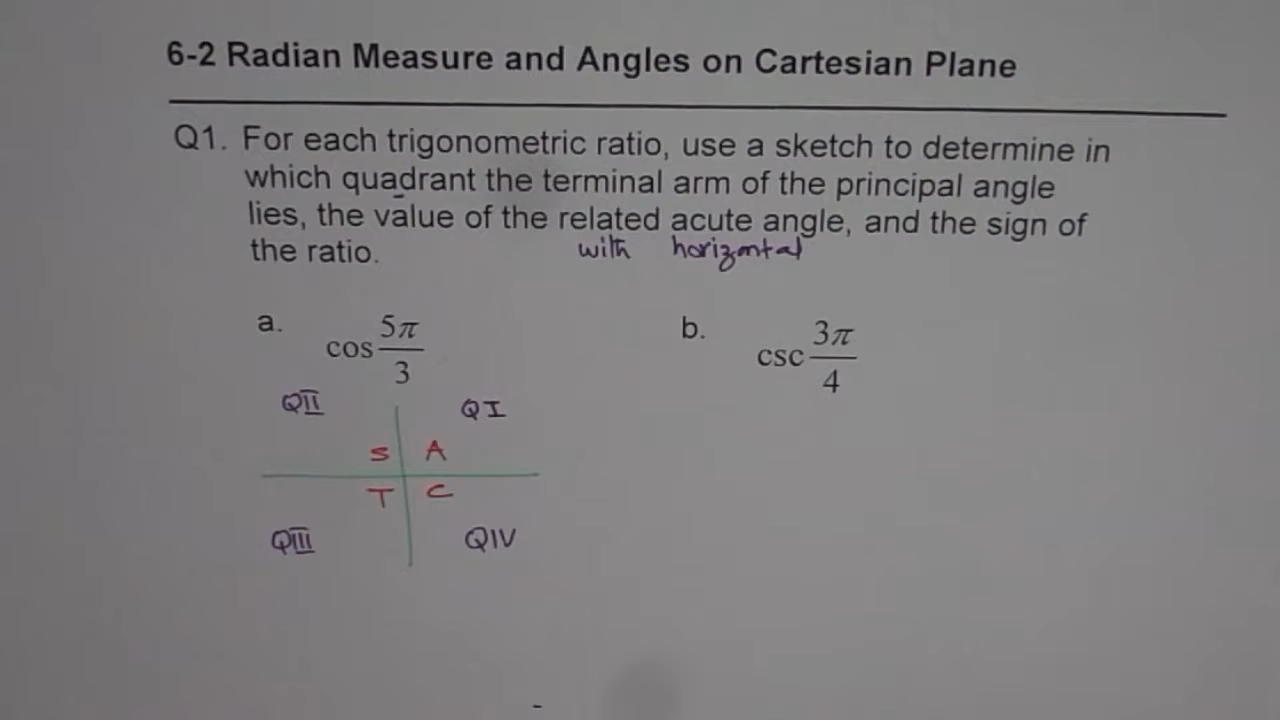 6-2 Radian Measure and Angles on Cartesian Plane
Q1. For each trigonometric ratio, use a sketch to determine in
which quadrant the terminal arm of the principal angle
lies, the value of the related acute angle, and the sign of
the ratio. with horizontal
a. cos 5π/3
b. csc 3π/4
QII QI
S A
T C
QIII QIV